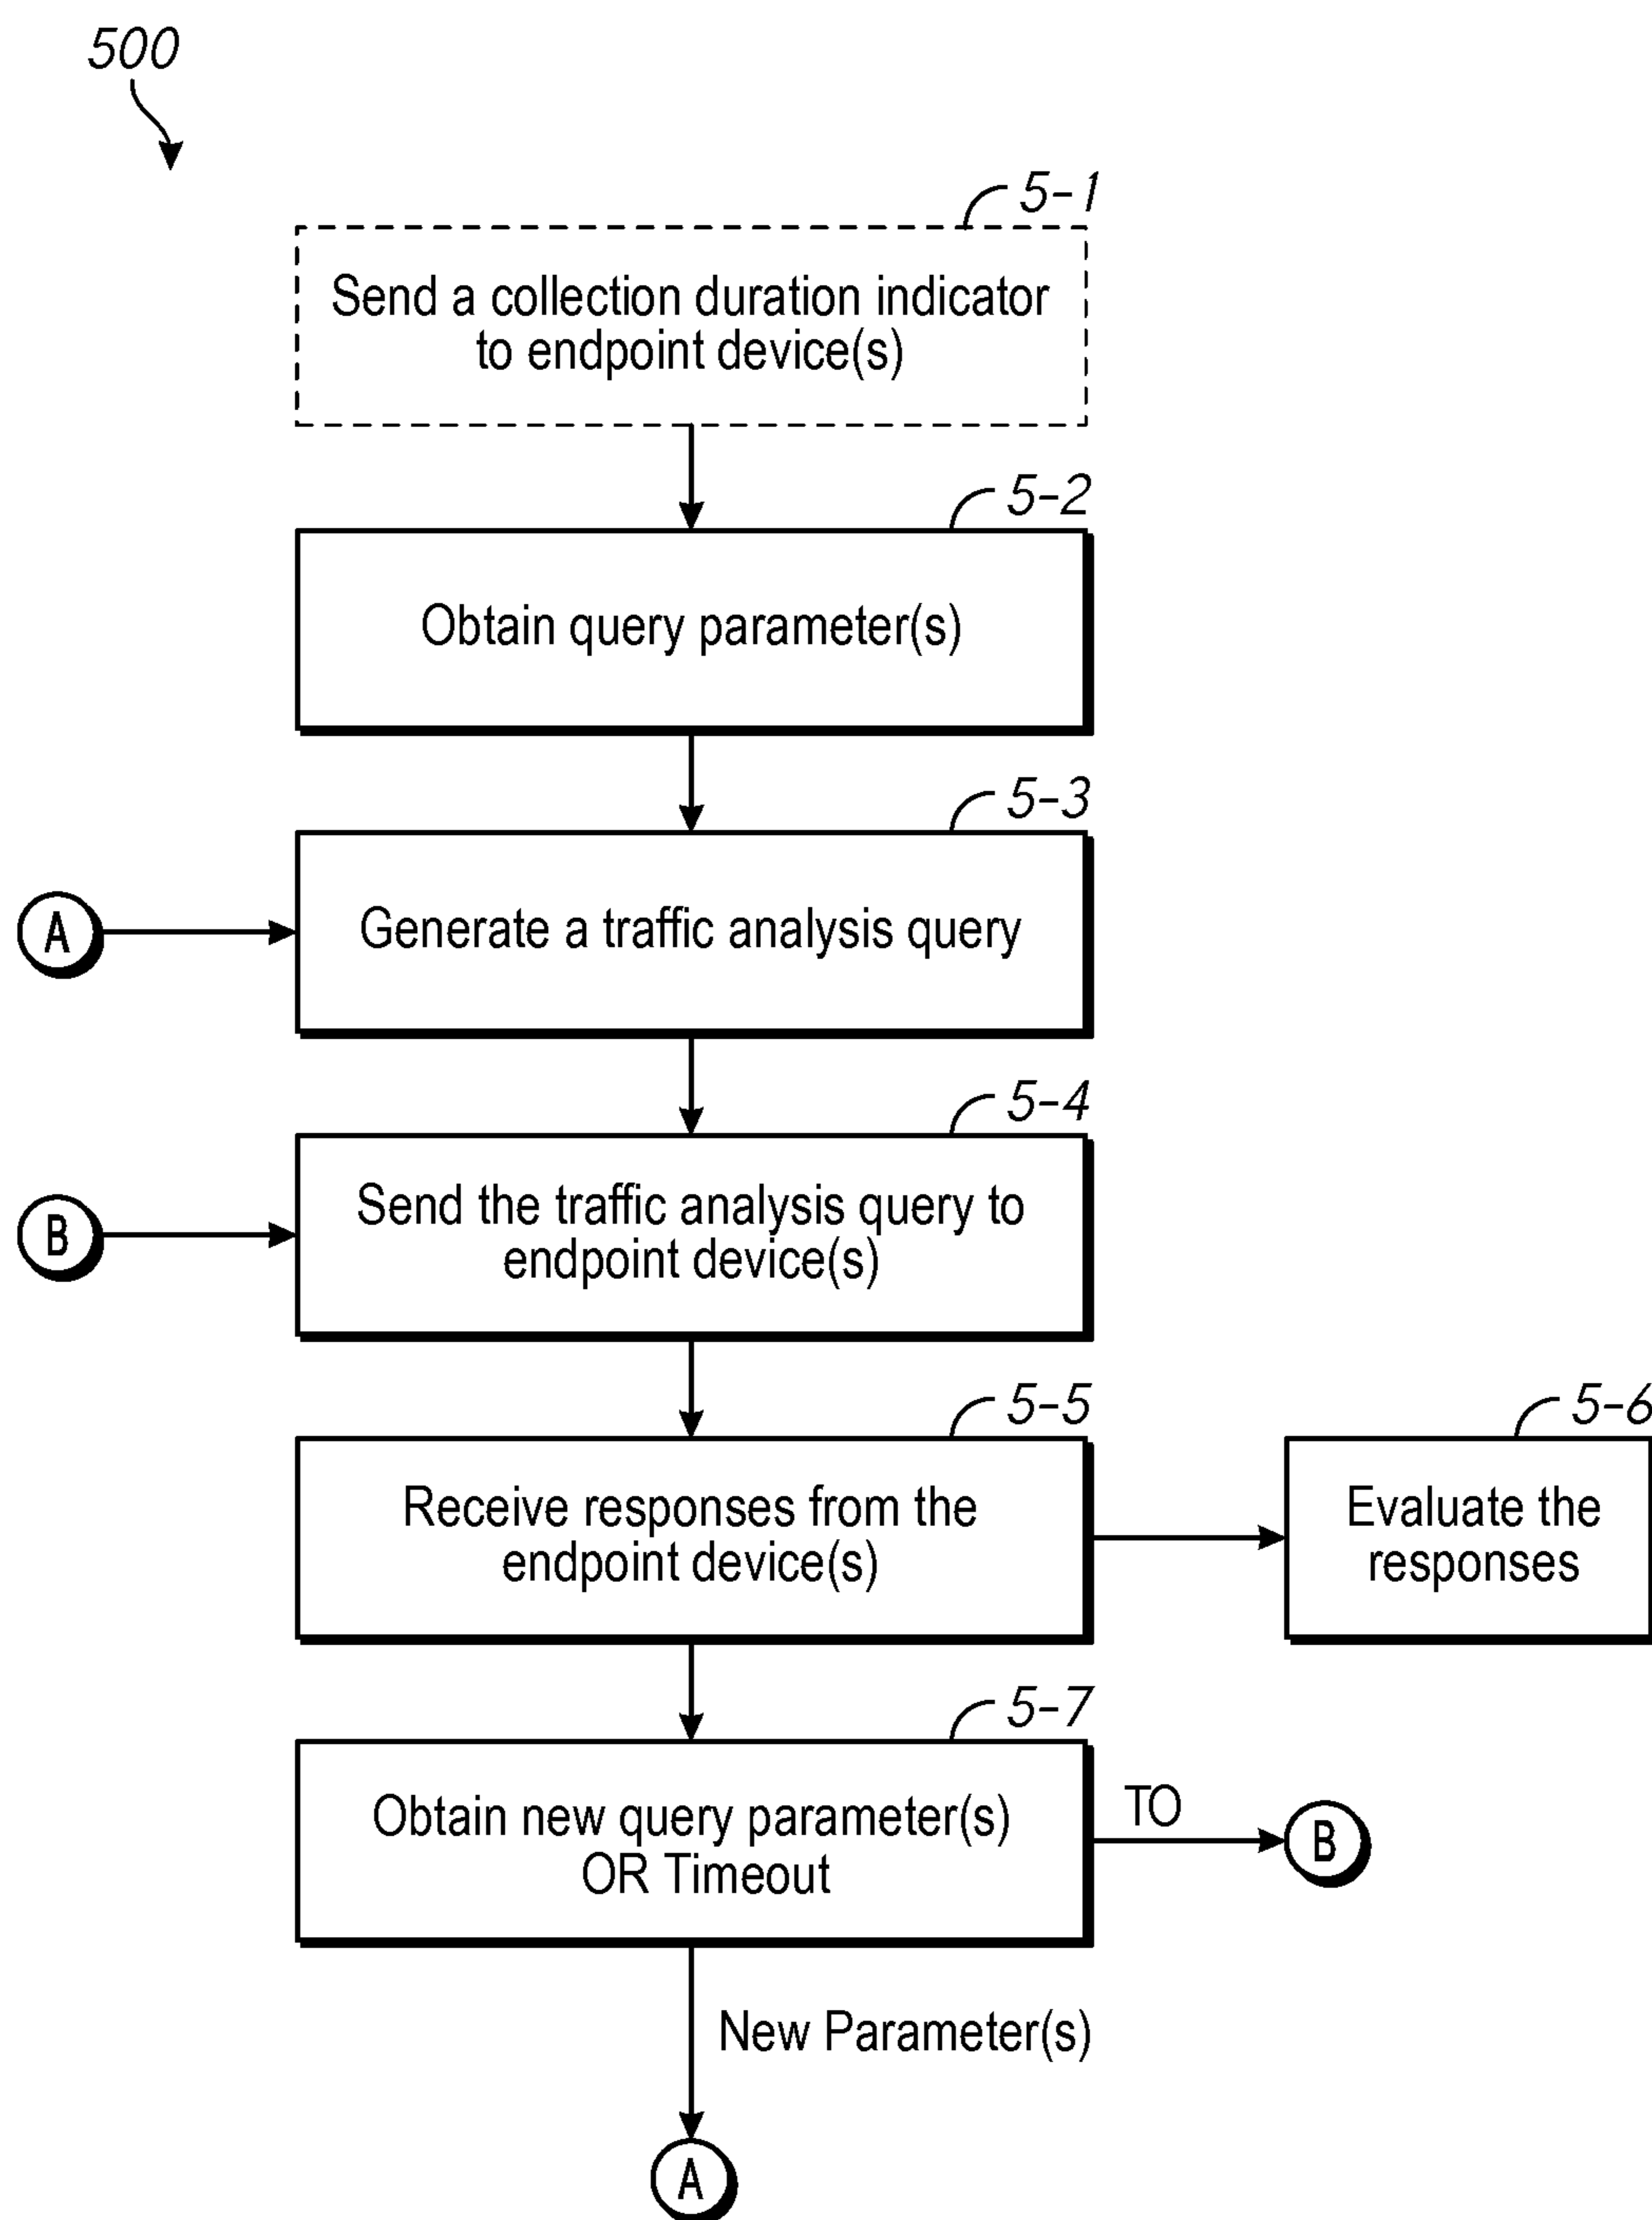 500
5-1
Send a collection duration indicator
to endpoint device(s)
5-2
Obtain query parameter(s)
5-3
A
Generate a traffic analysis query
5-4
B
Send the traffic analysis query to
endpoint device(s)
5-5
Receive responses from the
endpoint device(s)
5-6
Evaluate the
responses
5-7
Obtain new query parameter(s)
OR Timeout
TO
B
New Parameter(s)
A